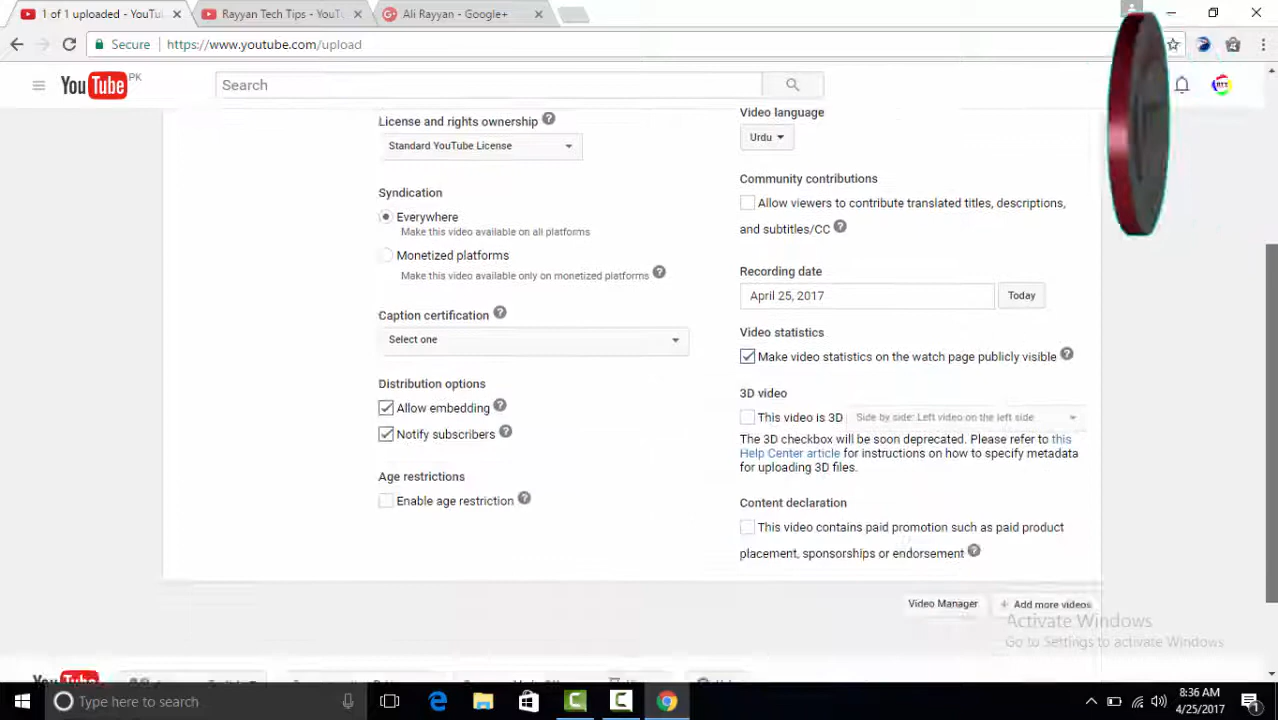 1 of 1 uploaded - YouTu
Rayyan Tech Tips - YouT
Ali Rayyan - Google+
Secure https://www.youtube.com/upload
YouTube PK
Search
License and rights ownership
Standard YouTube License
Syndication
Everywhere
Make this video available on all platforms
Monetized platforms
Make this video available only on monetized platforms
Caption certification
Select one
Distribution options
Allow embedding
Notify subscribers
Age restrictions
Enable age restriction
Video language
Urdu
Community contributions
Allow viewers to contribute translated titles, descriptions,
and subtitles/CC
Recording date
April 25, 2017 Today
Video statistics
Make video statistics on the watch page publicly visible
3D video
This video is 3D Side by side: Left video on the left side
The 3D checkbox will be soon deprecated. Please refer to this
Help Center article for instructions on how to specify metadata
for uploading 3D files.
Content declaration
This video contains paid promotion such as paid product
placement, sponsorships or endorsement
Video Manager + Add more videos
Activate Windows
Go to Settings to activate Windows
Type here to search
8:36 AM
4/25/2017